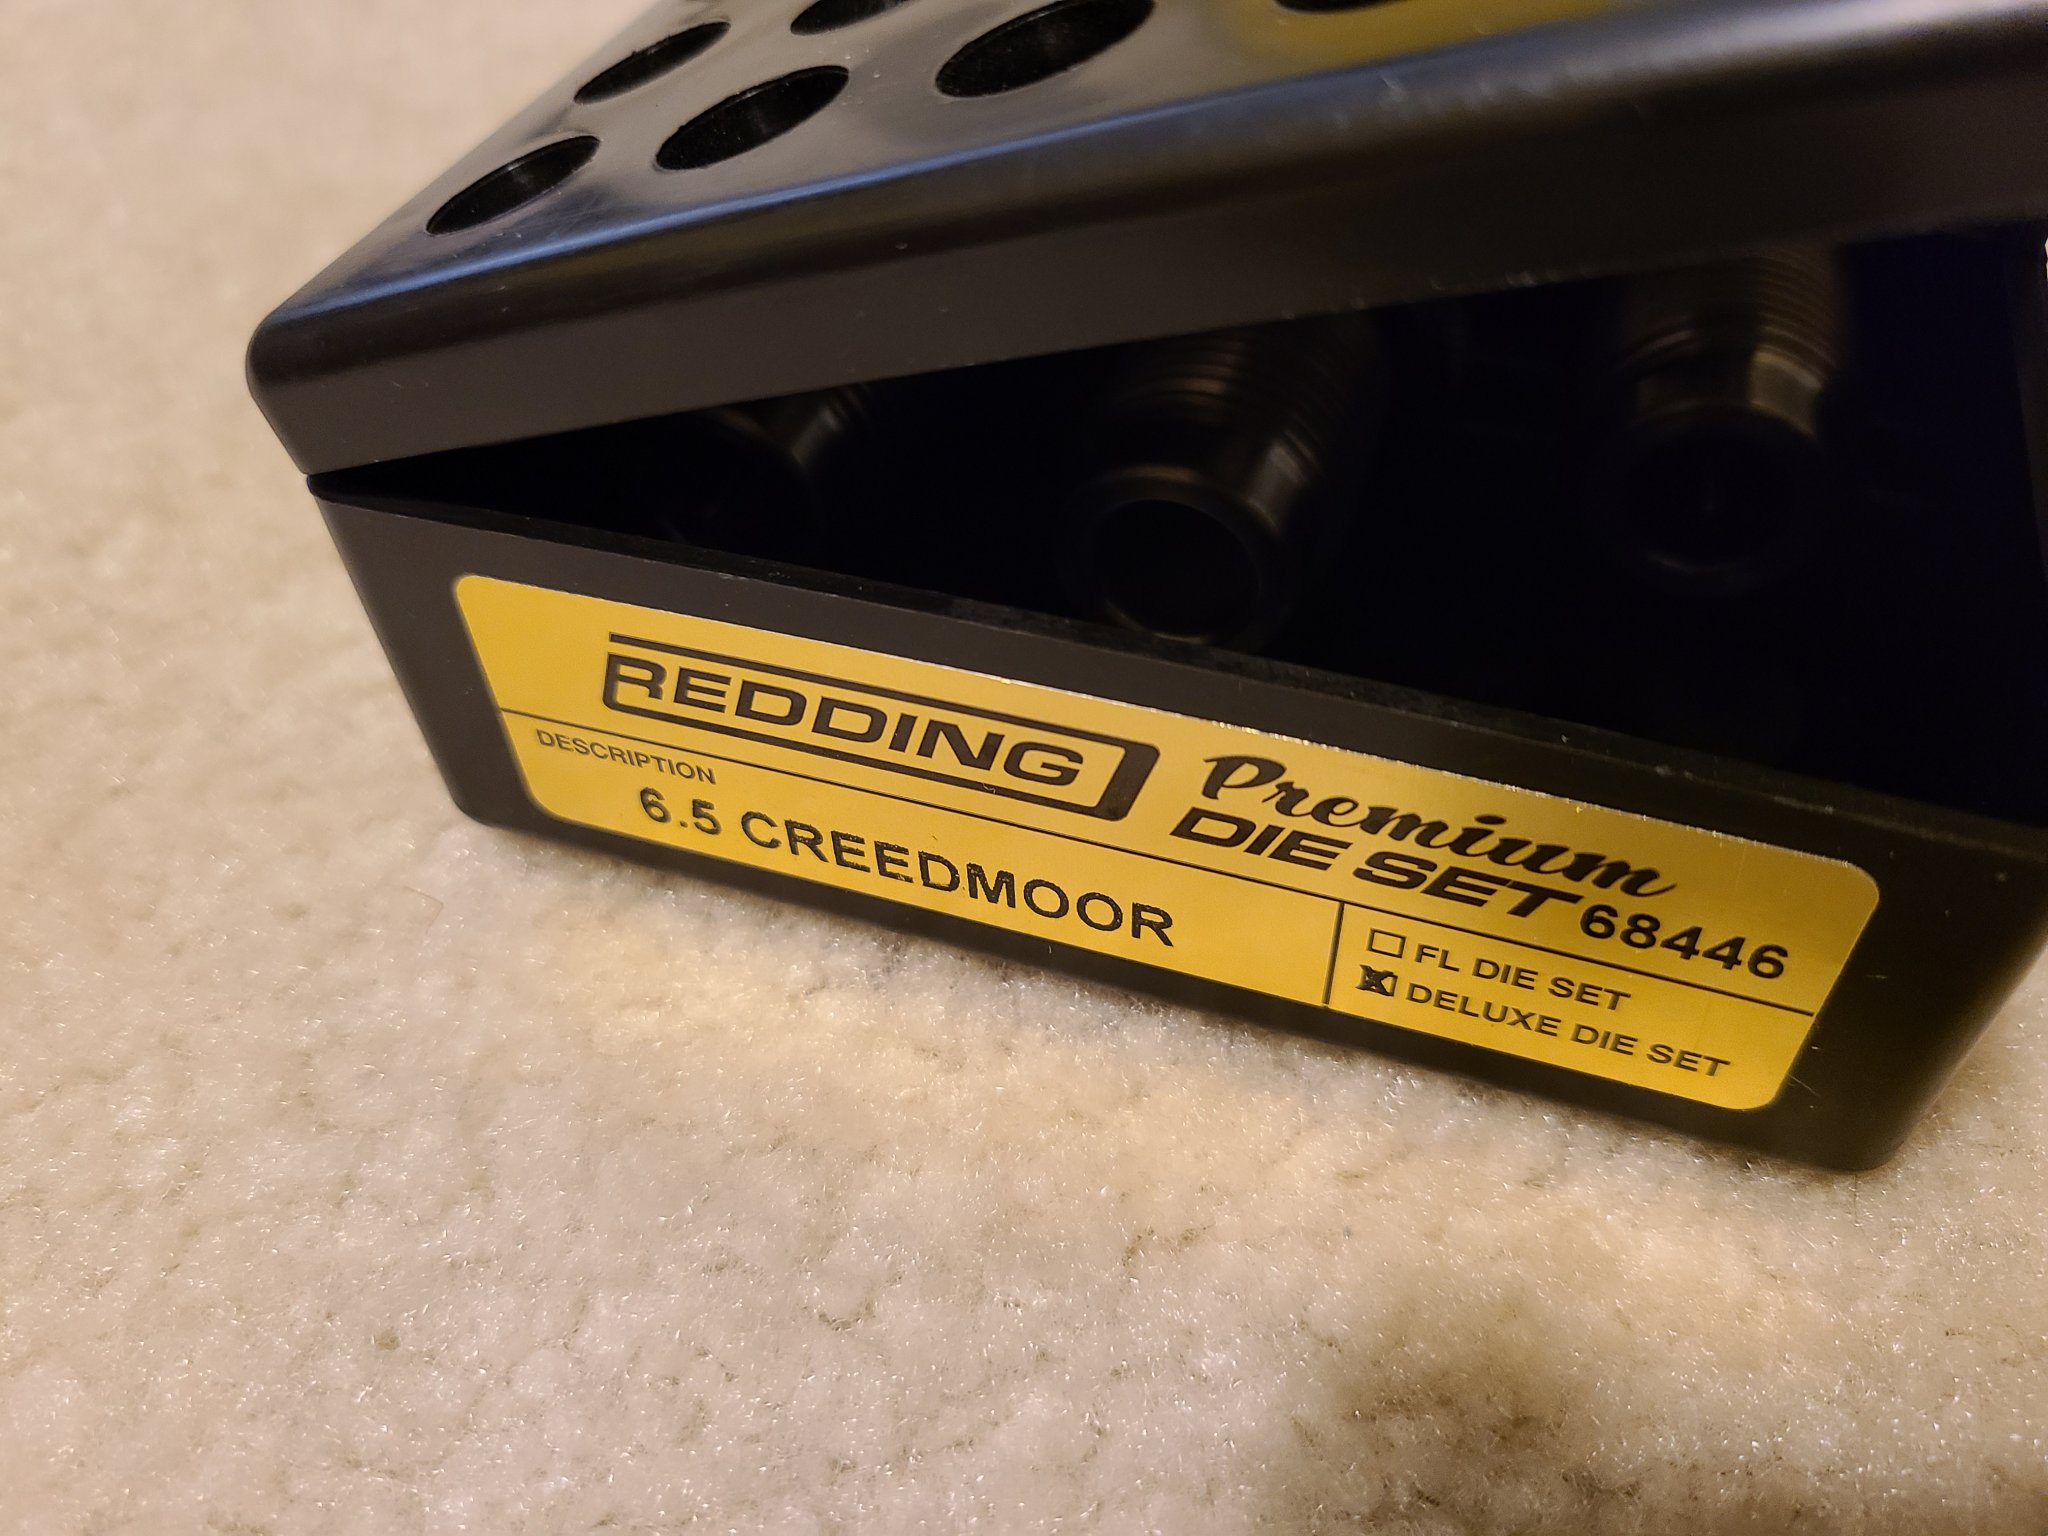 REDDING Premium
DIE SET 68446
DESCRIPTION
6.5 CREEDMOOR
FL DIE SET
DELUXE DIE SET